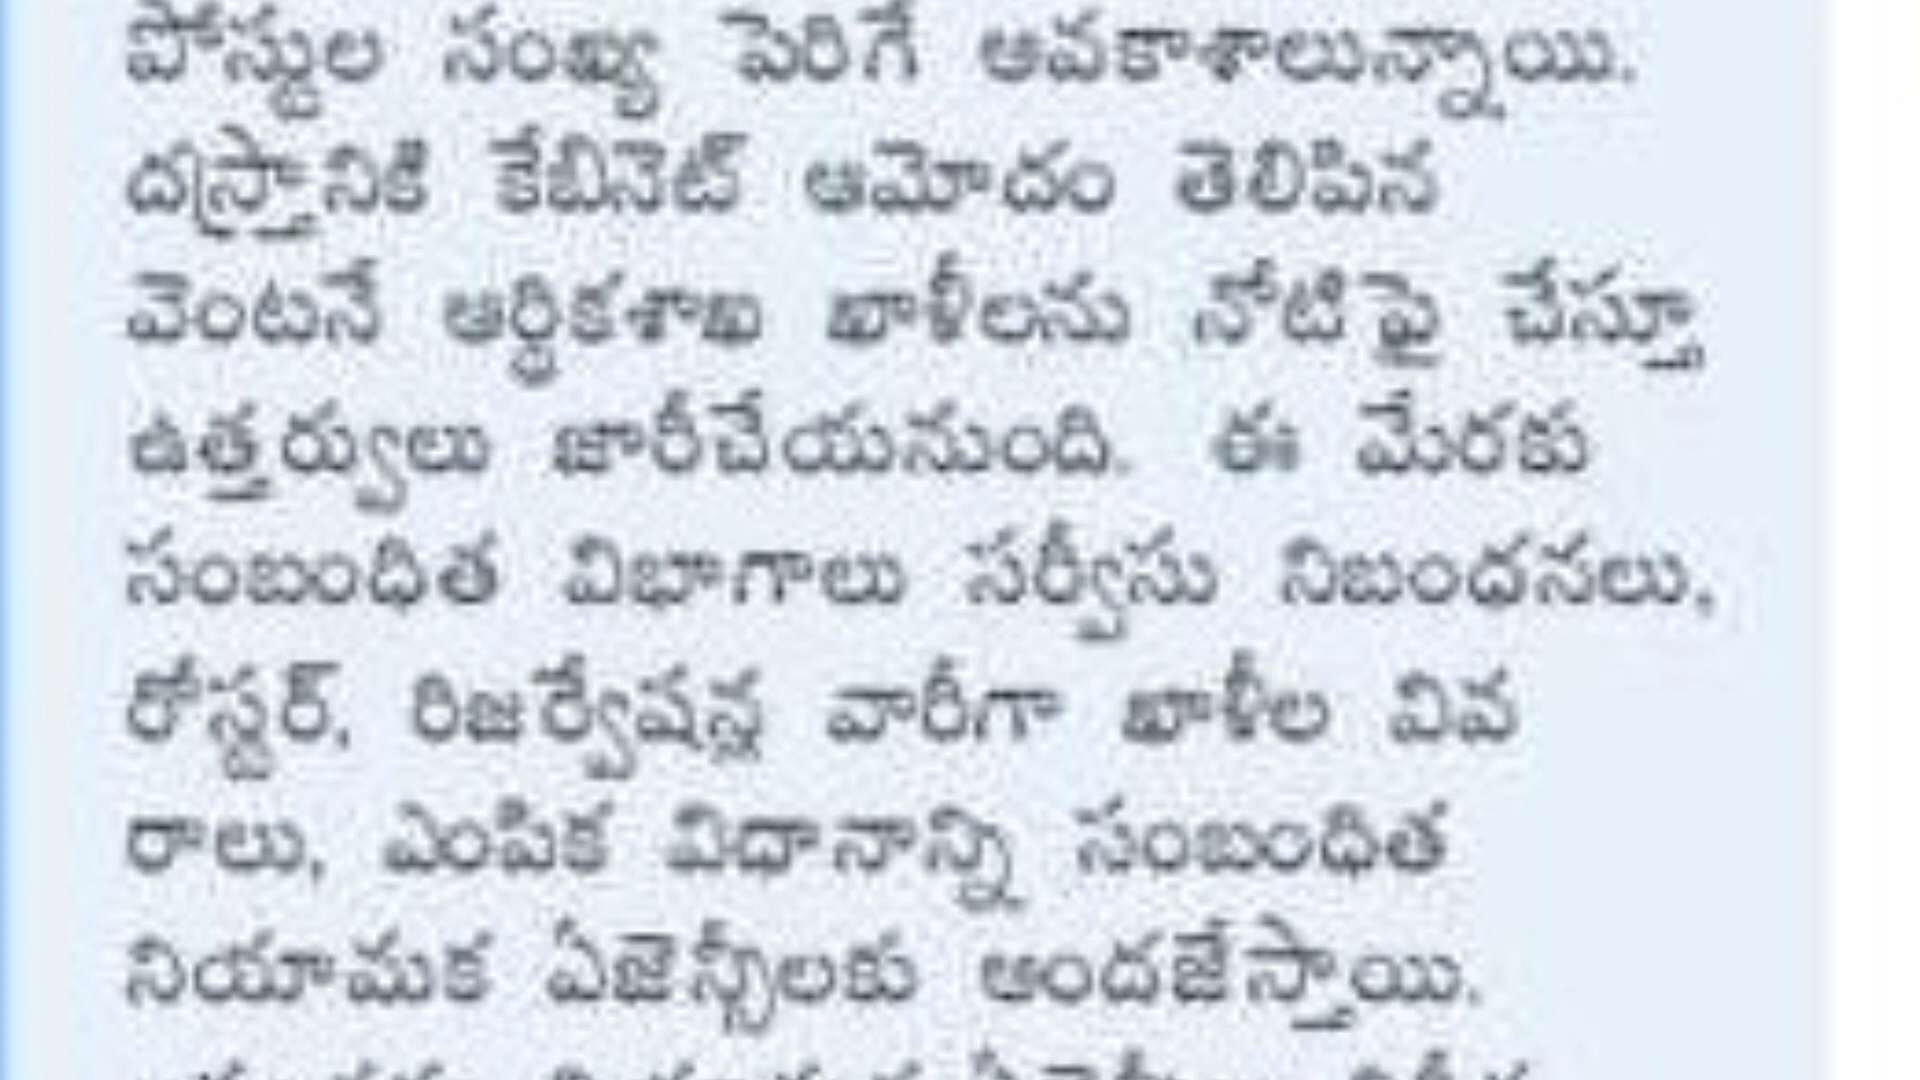 పోస్టుల సంఖ్య పెరిగే అవకాశాలున్నాయి.
దస్త్రానికి కేబినెట్ ఆమోదం తెలిపిన
వెంటనే ఆర్థికశాఖ ఖాళీలను నోటిఫై చేస్తూ
ఉత్తర్వులు జారీచేయనుంది. ఈ మేరకు
సంబంధిత విభాగాలు సర్వీసు నిబంధనలు,
రోస్టర్, రిజర్వేషన్ల వారీగా ఖాళీల వివ
రాలు, ఎంపిక విధానాన్ని సంబంధిత
నియామక ఏజెన్సీలకు అందజేస్తాయి.